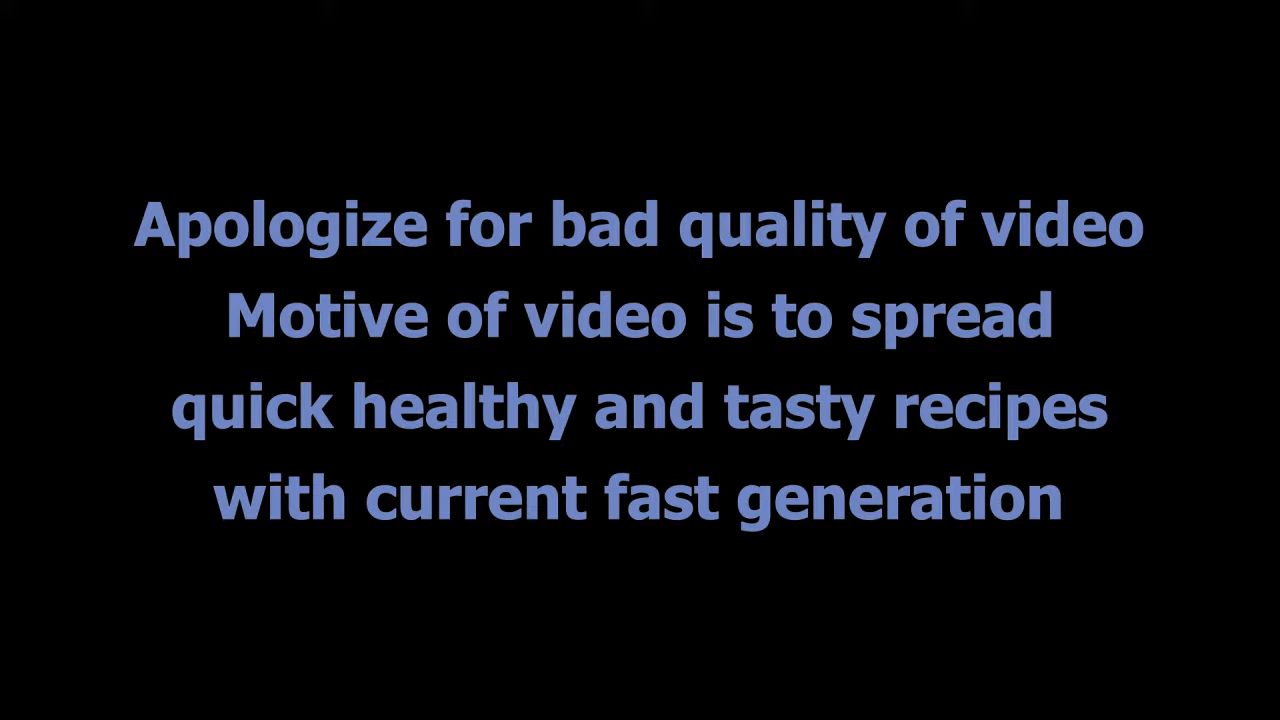 Apologize for bad quality of video
Motive of video is to spread
quick healthy and tasty recipes
with current fast generation